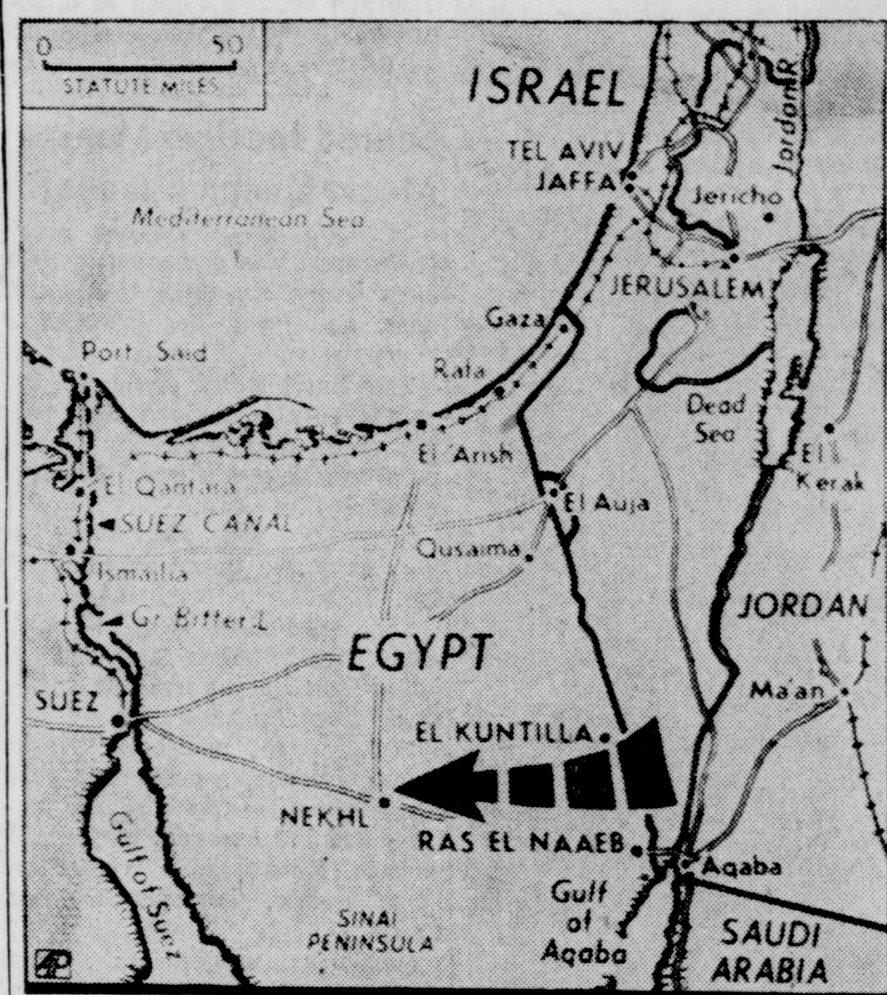 0 50
STATUTE MILES
ISRAEL
Jordan R
TEL AVIV
JAFFA
Jericho
Mediterranean Sea
JERUSALEM
Gaza
Port Said
Rafa
Dead
Sea
El 'Arish
El
Kerak
El Qantara
El Auja
SUEZ CANAL
Qusaima
Ismailia
JORDAN
Gr Bitter L
EGYPT
Ma'an
SUEZ
EL KUNTILLA
NEKHL
RAS EL NAAEB
Aqaba
Gulf of Suez
Gulf
of
Aqaba
SINAI
PENINSULA
SAUDI
ARABIA
AP